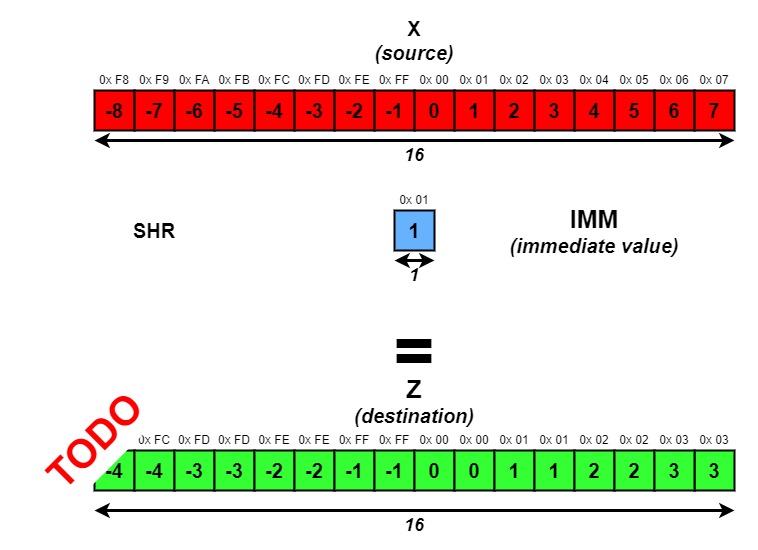 X
(source)
0x F8 0x F9 0x FA 0x FB 0x FC 0x FD 0x FE 0x FF 0x 00 0x 01 0x 02 0x 03 0x 04 0x 05 0x 06 0x 07
-8 -7 -6 -5 -4 -3 -2 -1 0 1 2 3 4 5 6 7
16
0x 01
SHR 1 IMM
(immediate value)
1
=
Z
(destination)
TODO
0x FC 0x FD 0x FD 0x FE 0x FE 0x FF 0x FF 0x 00 0x 00 0x 01 0x 01 0x 02 0x 02 0x 03 0x 03
-4 -4 -3 -3 -2 -2 -1 -1 0 0 1 1 2 2 3 3
16